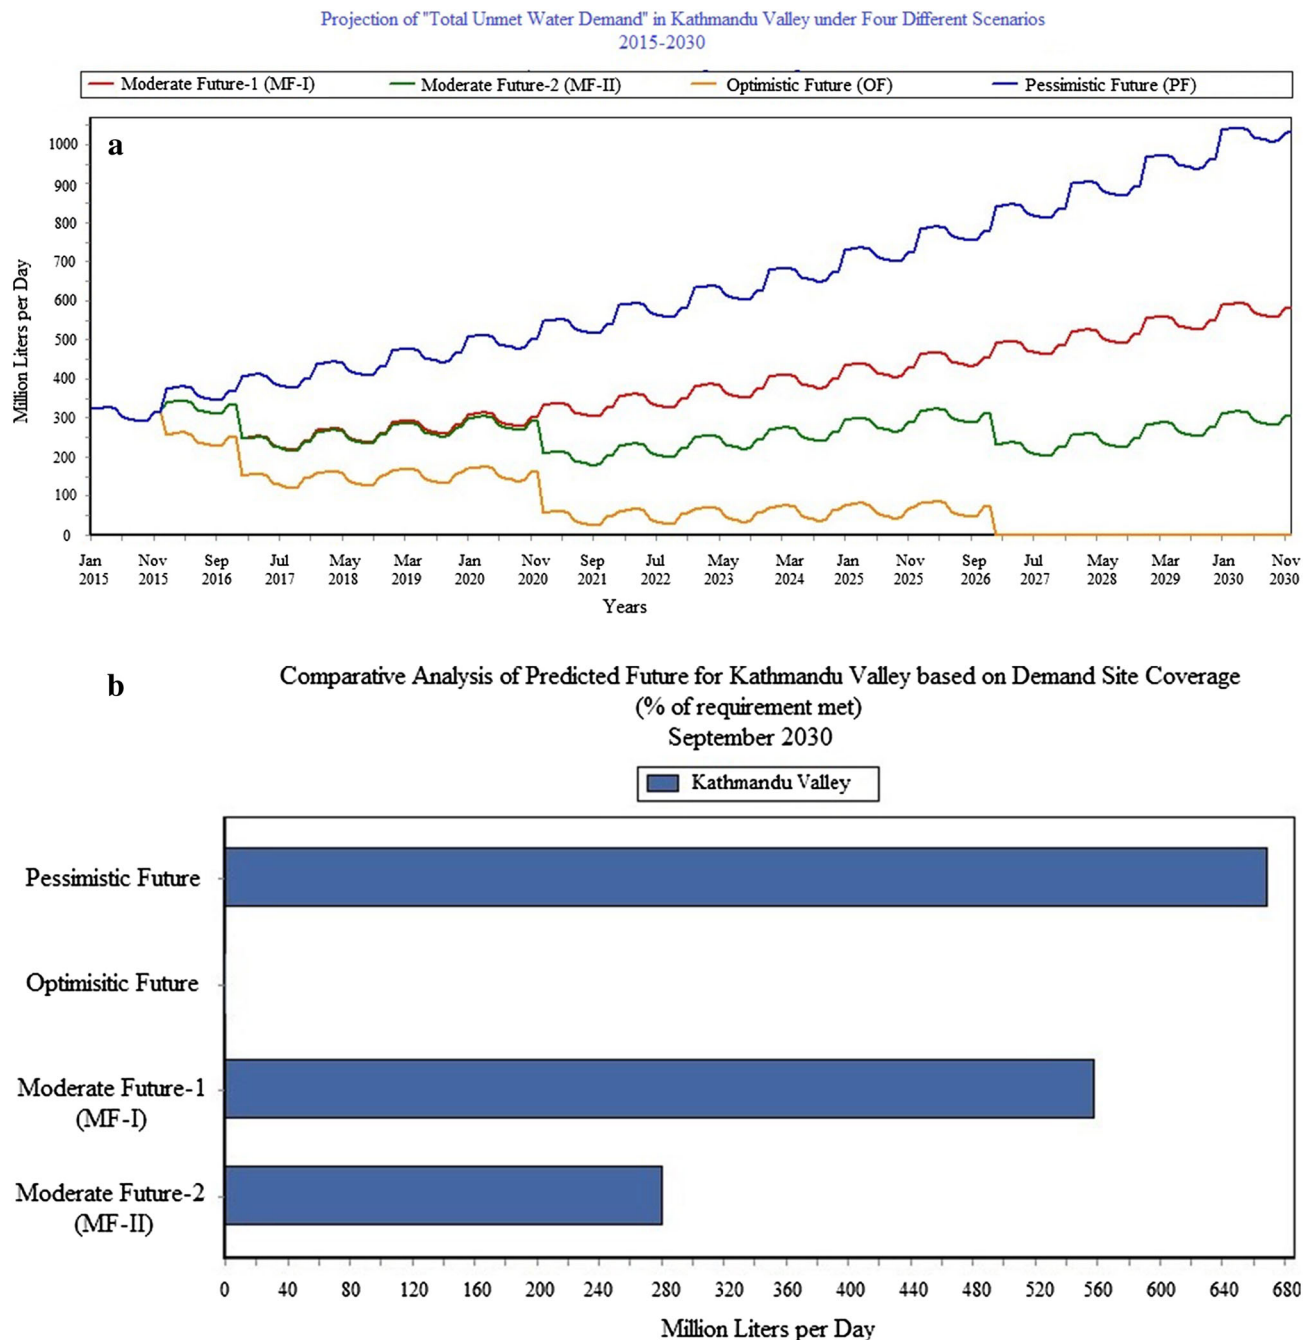 Projection of "Total Unmet Water Demand" in Kathmandu Valley under Four Different Scenarios
2015-2030
Moderate Future-1 (MF-I) Moderate Future-2 (MF-II) Optimistic Future (OF) Pessimistic Future (PF)
a
Million Liters per Day
1000
900
800
700
600
500
400
300
200
100
0
Jan Nov Sep Jul May Mar Jan Nov Sep Jul May Mar Jan Nov Sep Jul May Mar Jan Nov
2015 2015 2016 2017 2018 2019 2020 2020 2021 2022 2023 2024 2025 2025 2026 2027 2028 2029 2030 2030
Years
b
Comparative Analysis of Predicted Future for Kathmandu Valley based on Demand Site Coverage
(% of requirement met)
September 2030
Kathmandu Valley
Pessimistic Future
Optimisitic Future
Moderate Future-1
(MF-I)
Moderate Future-2
(MF-II)
0 40 80 120 160 200 240 280 320 360 400 440 480 520 560 600 640 680
Million Liters per Day